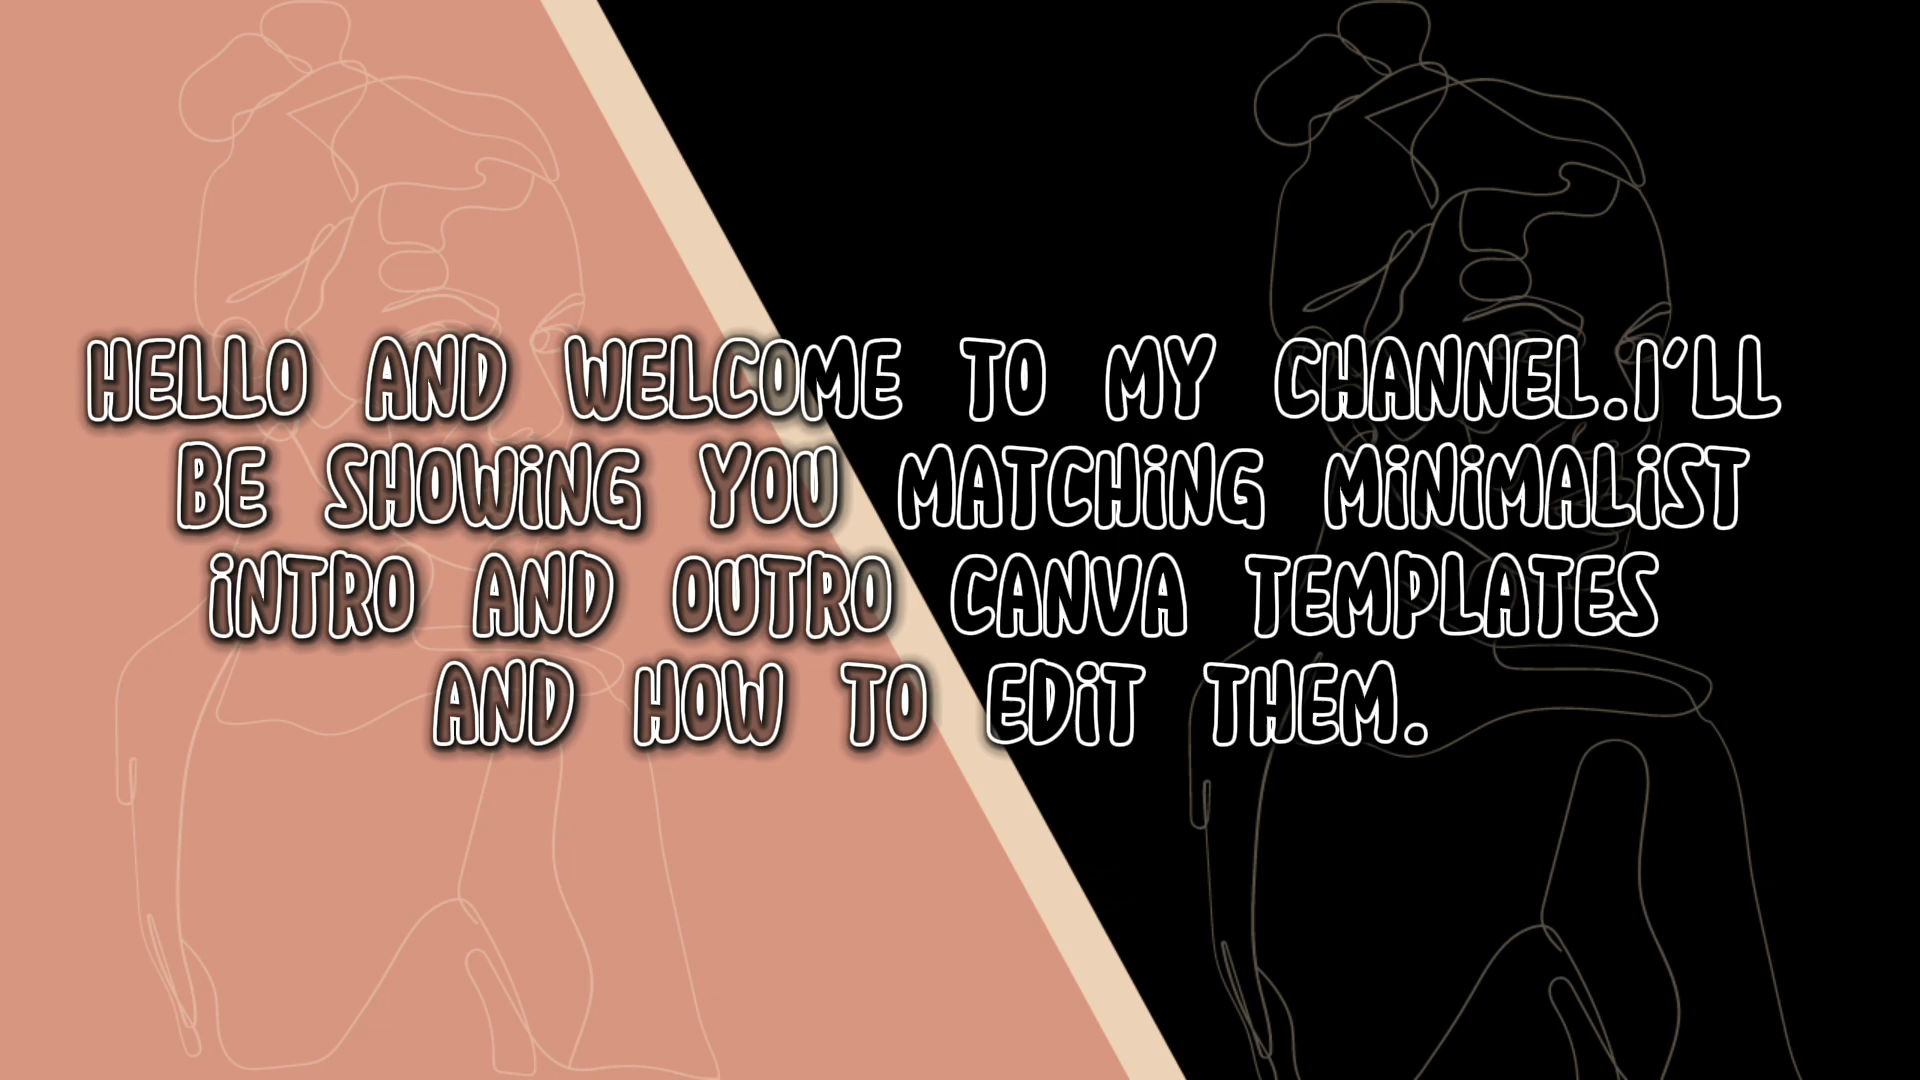 HELLO AND WELCOME TO MY CHANNEL.I'LL
BE SHOWiNG YOU MATCHiNG MiNiMALiST
iNTRO AND OUTRO CANVA TEMPLATES
AND HOW TO EDiT THEM.